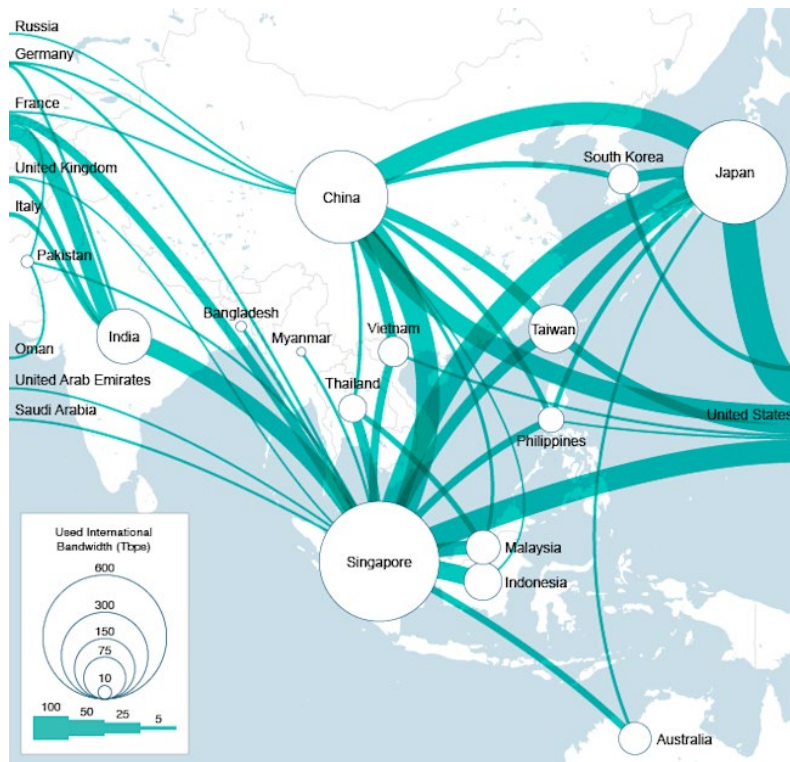 Russia
Germany
France
United Kingdom
Italy
Pakistan
India
Oman
United Arab Emirates
Saudi Arabia
China
South Korea
Japan
Bangladesh
Myanmar
Vietnam
Thailand
Taiwan
Philippines
United States
Singapore
Malaysia
Indonesia
Australia
Used International
Bandwidth (Tbps)
600
300
150
75
10
100
50
25
5